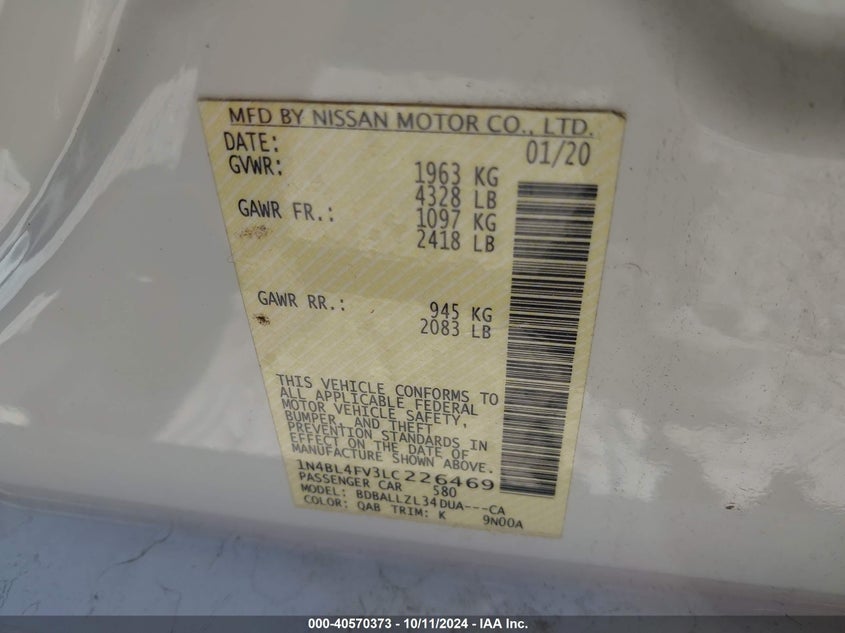 MFD BY NISSAN MOTOR CO., LTD.
DATE: 01/20
GVWR: 1963 KG
4328 LB
GAWR FR.: 1097 KG
2418 LB
GAWR RR.: 945 KG
2083 LB
THIS VEHICLE CONFORMS TO
ALL APPLICABLE FEDERAL
MOTOR VEHICLE SAFETY,
BUMPER, AND THEFT
PREVENTION STANDARDS IN
EFFECT ON THE DATE OF
MANUFACTURE SHOWN ABOVE.
1N4BL4FV3LC226469
PASSENGER CAR 580
MODEL: BDBALLZL34DUA---CA
COLOR: QAB TRIM: K 9N00A
000-40570373 - 10/11/2024 - IAA Inc.